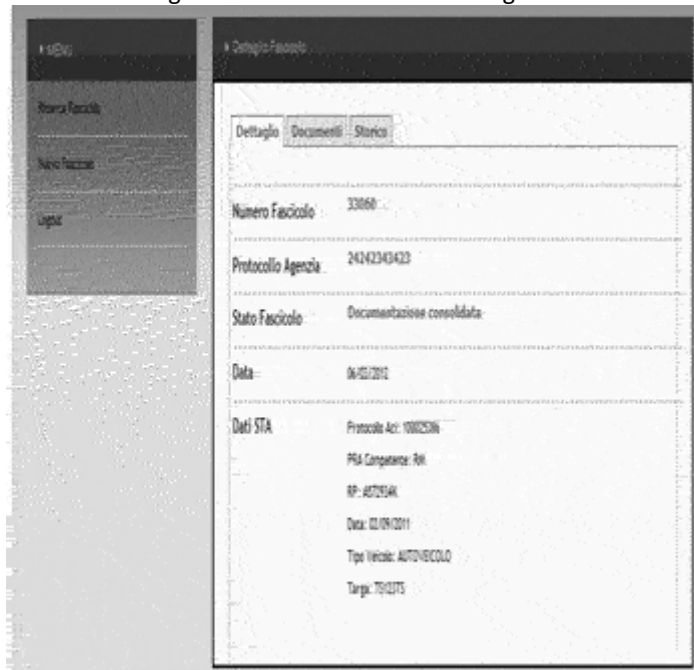 MENU
Dettaglio Fascicolo
Ricerca Fascicolo
Nuovo Fascicolo
Logout
Dettaglio Documenti Storico
Numero Fascicolo 33060
Protocollo Agenzia 24242343423
Stato Fascicolo Documentazione consolidata
Data
Dati STA Protocollo Aci:
PRA Competenza: RM
RP:
Data: 02/09/2011
Tipo Veicolo: AUTOVEICOLO
Targa: